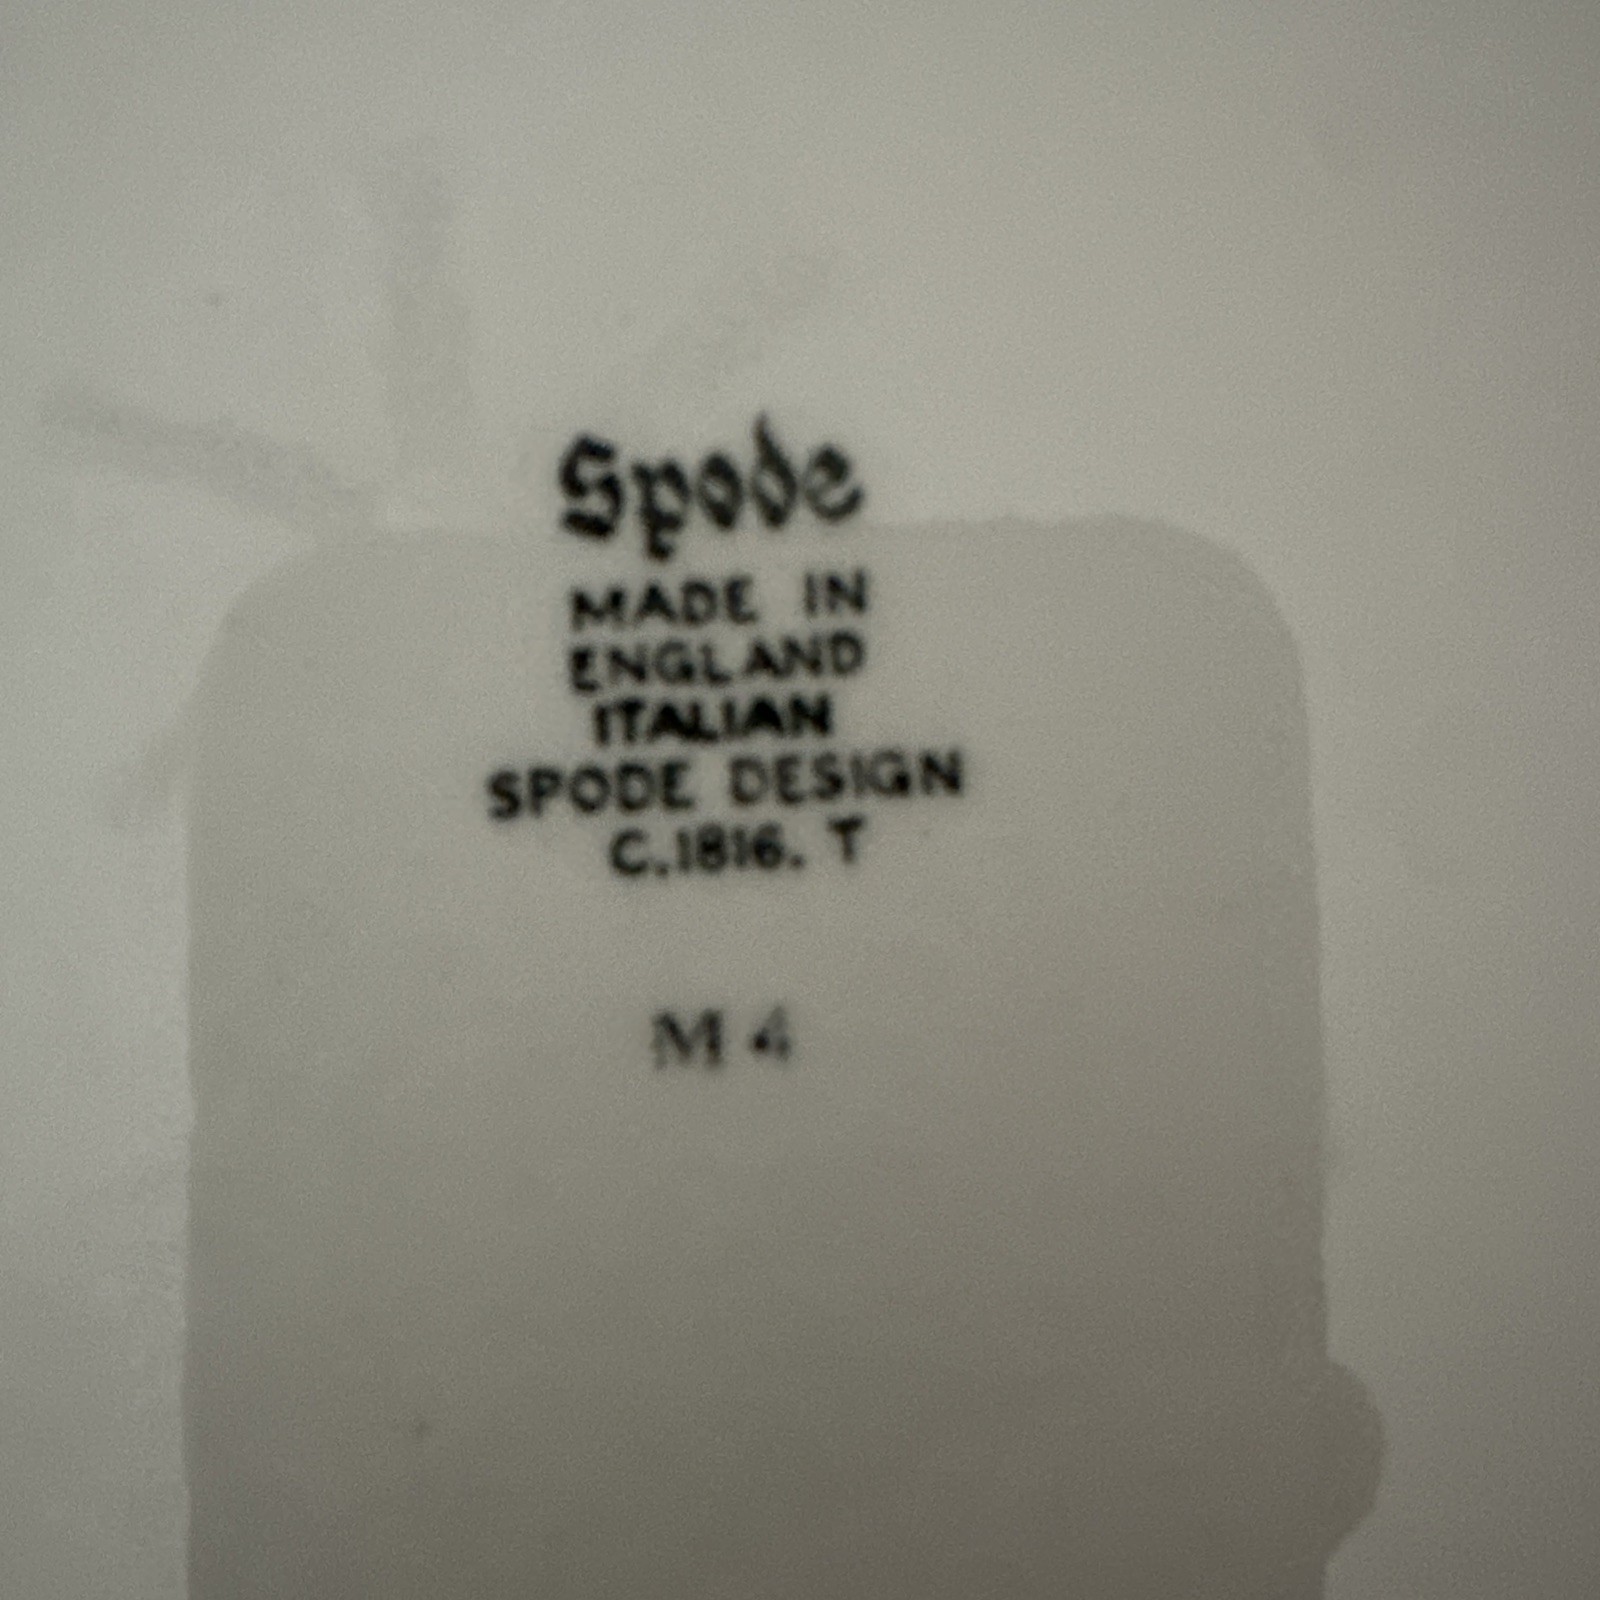 Spode
MADE IN
ENGLAND
ITALIAN
SPODE DESIGN
C.1816. T
M 4